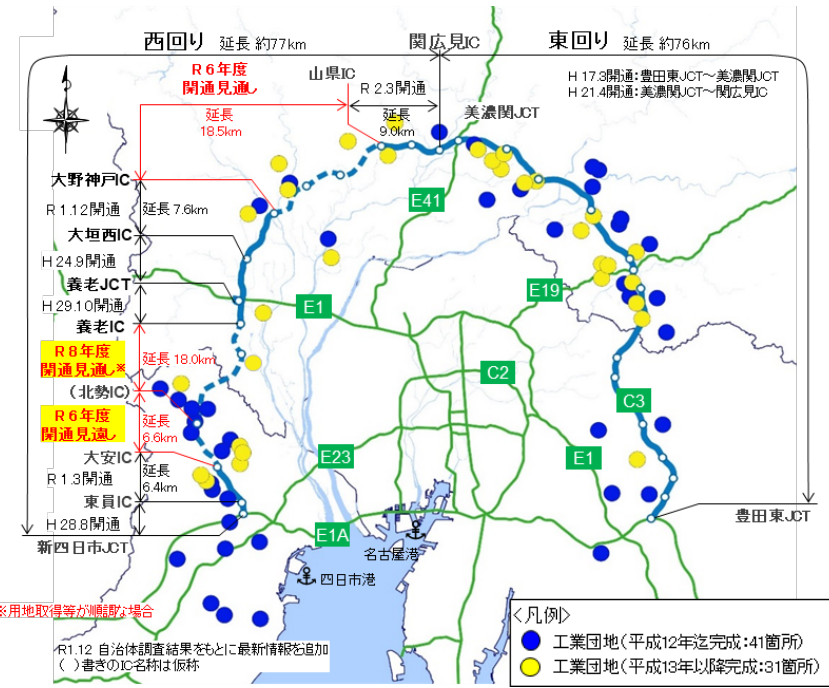 西回り 延長 約77km
関広見IC
東回り 延長 約76km
R6年度
開通見通し
山県IC
R 2.3 開通
H 17.3開通:豊田東JCT～美濃関JCT
H 21.4開通:美濃関JCT～関広見IC
延長
18.5km
延長
9.0km
美濃関JCT
大野神戸IC
R 1.12 開通
延長 7.6km
E41
大垣西IC
H 24.9開通
養老JCT
H 29.10開通
E1
E19
養老IC
R8年度
開通見通し※
延長 18.0km
C2
(北勢IC)
R6年度
開通見通し
延長
6.6km
C3
大安IC
R 1.3開通
延長
6.4km
E23
E1
東員IC
H 28.8開通
新四日市JCT
E1A
名古屋港
豊田東JCT
四日市港
※用地取得等が順調な場合
R1.12 自治体調査結果をもとに最新情報を追加
( )書きのIC名称は仮称
<凡例>
工業団地(平成12年迄完成:41箇所)
工業団地(平成13年以降完成:31箇所)